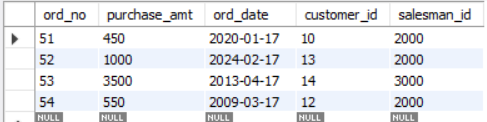 ord_no purchase_amt ord_date customer_id salesman_id
51 450 2020-01-17 10 2000
52 1000 2024-02-17 13 2000
53 3500 2013-04-17 14 3000
54 550 2009-03-17 12 2000
NULL NULL NULL NULL NULL